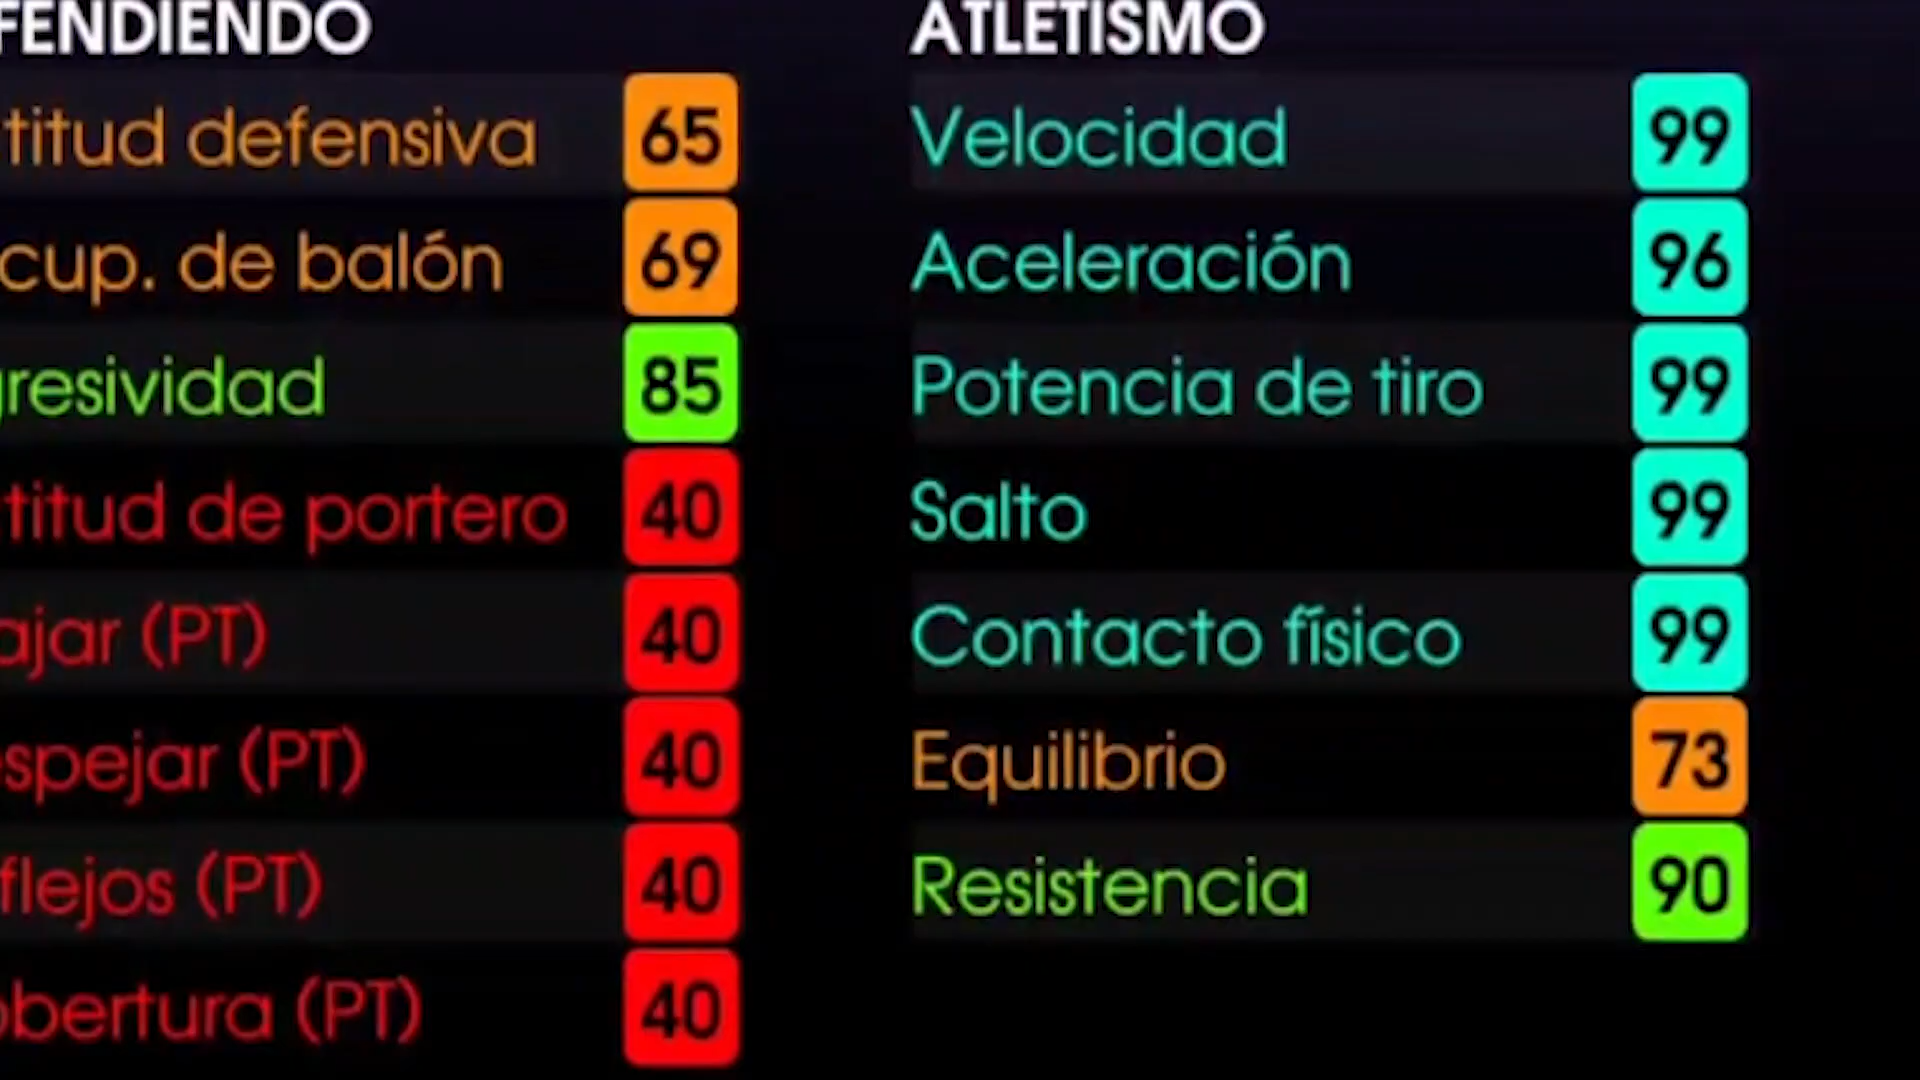 FENDIENDO
titud defensiva 65
cup. de balón 69
gresividad 85
titud de portero 40
ajar (PT) 40
espejar (PT) 40
flejos (PT) 40
obertura (PT) 40
ATLETISMO
Velocidad 99
Aceleración 96
Potencia de tiro 99
Salto 99
Contacto físico 99
Equilibrio 73
Resistencia 90